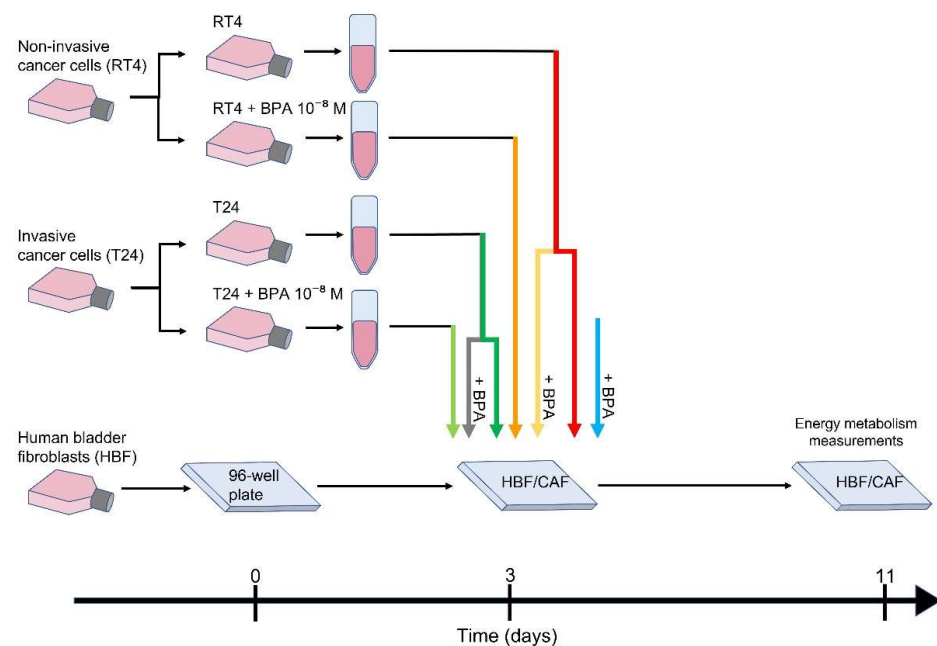 RT4
Non-invasive
cancer cells (RT4)
RT4 + BPA 10⁻⁸ M
T24
Invasive
cancer cells (T24)
T24 + BPA 10⁻⁸ M
+ BPA
+ BPA
+ BPA
Human bladder
fibroblasts (HBF)
96-well
plate
HBF/CAF
Energy metabolism
measurements
HBF/CAF
0
3
11
Time (days)